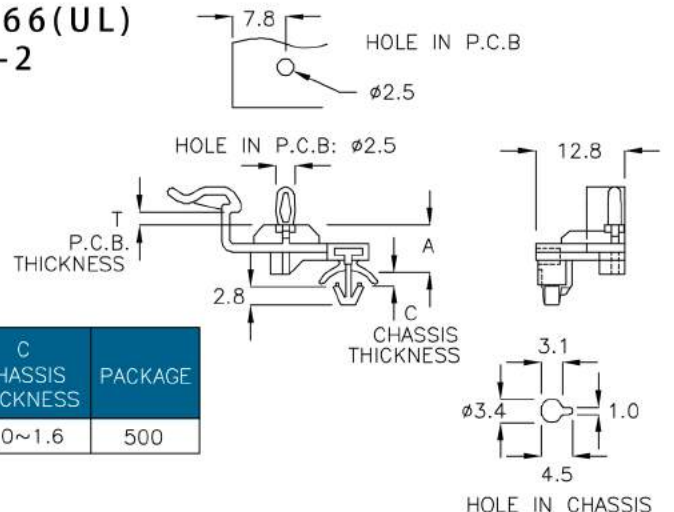 66(UL)
-2
7.8
HOLE IN P.C.B
ø2.5
HOLE IN P.C.B: ø2.5
12.8
T
P.C.B.
THICKNESS
A
2.8
C
CHASSIS
THICKNESS
C
HASSIS
CKNESS
PACKAGE
0~1.6
500
3.1
ø3.4
1.0
4.5
HOLE IN CHASSIS